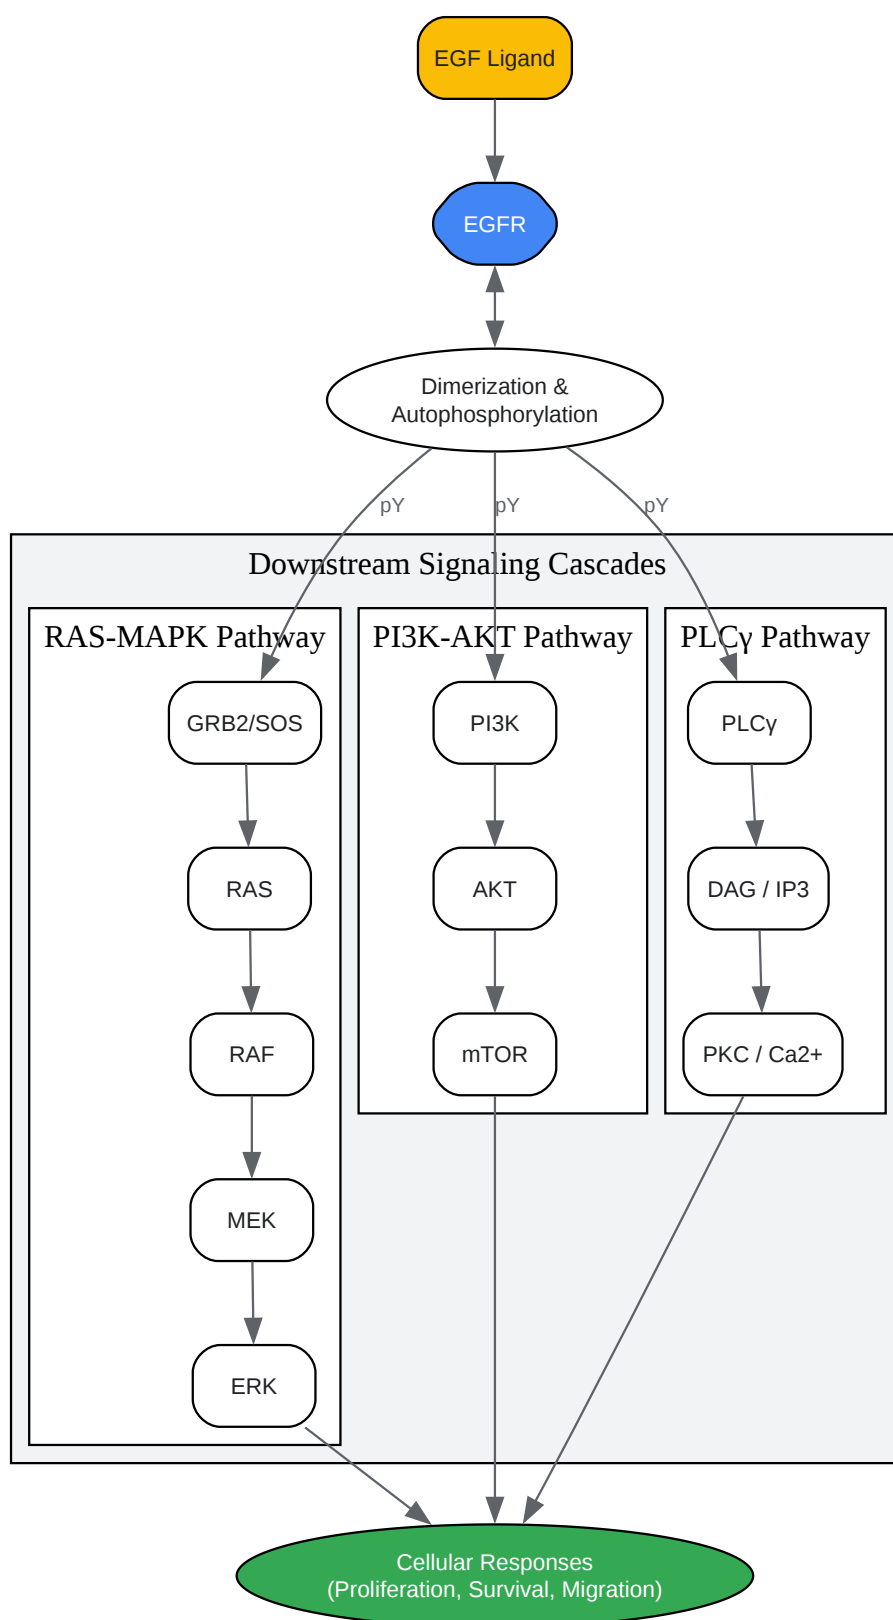 EGF Ligand
EGFR
Dimerization &
Autophosphorylation
pY
pY
pY
Downstream Signaling Cascades
RAS-MAPK Pathway
PI3K-AKT Pathway
PLCγ Pathway
GRB2/SOS
PI3K
PLCγ
RAS
AKT
DAG / IP3
RAF
mTOR
PKC / Ca2+
MEK
ERK
Cellular Responses
(Proliferation, Survival, Migration)